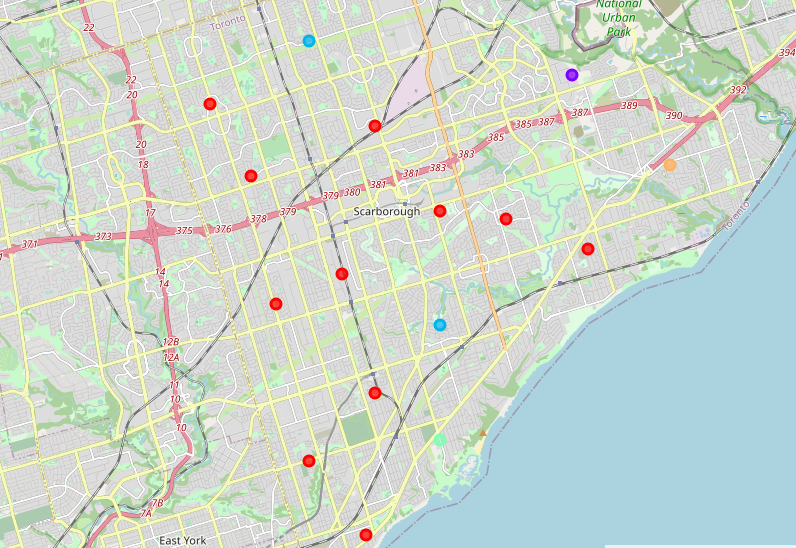 National
Urban
Park
22
Toronto
394
22
20
392
389
387
387
385
390
20
385
18
383
383
381
381
380
379
17
Scarborough
379
378
376
375
373
371
Toronto
14
14
12B
12A
11
10
10
7B
7A
East York